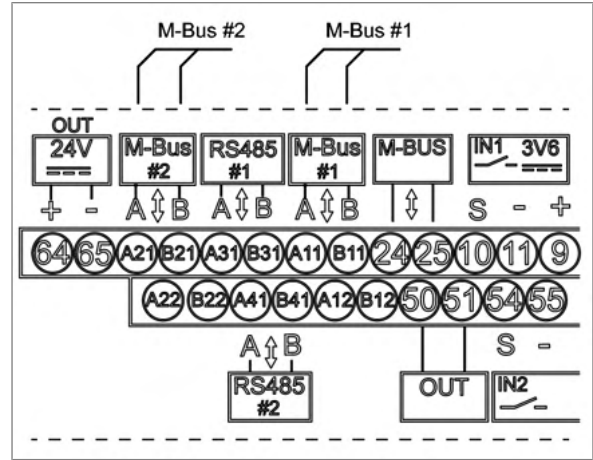 M-Bus #2 M-Bus #1
OUT
24V M-Bus RS485 M-Bus M-BUS IN1 3V6
#2 #1 #1
+ - A B A B A B S - +
64 65 A21 B21 A31 B31 A11 B11 24 25 10 11 9
A22 B22 A41 B41 A12 B12 50 51 54 55
A B S -
RS485 OUT IN2
#2